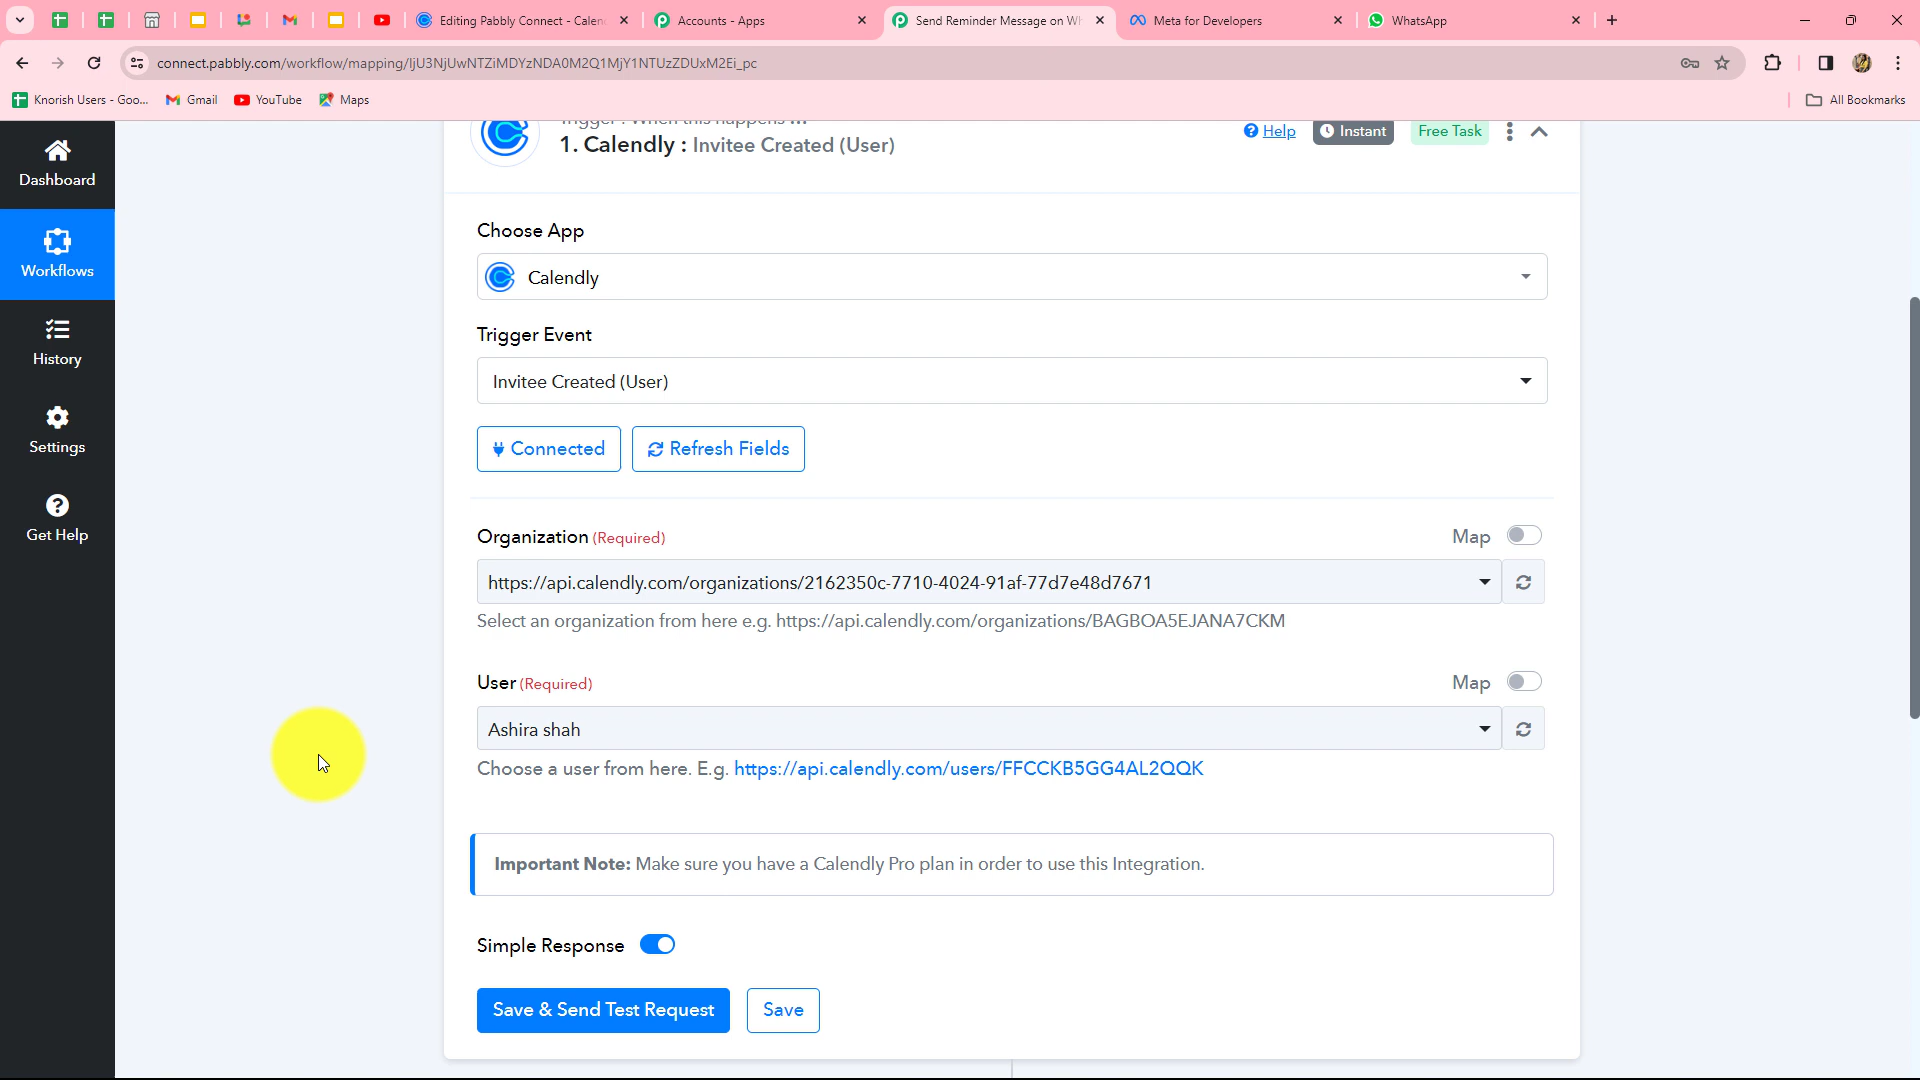 Editing Pabbly Connect - Calen
Accounts - Apps
Send Reminder Message on Wh
Meta for Developers
WhatsApp
connect.pabbly.com/workflow/mapping/IjU3NjUwNTZiMDYzNDA0M2Q1MjY1NTUzZDUxM2Ei_pc
Knorish Users - Goo...
Gmail
YouTube
Maps
All Bookmarks
Dashboard
Workflows
History
Settings
Get Help
Trigger : When this happens ...
1. Calendly : Invitee Created (User)
Help
Instant
Free Task
Choose App
Calendly
Trigger Event
Invitee Created (User)
Connected
Refresh Fields
Organization (Required)
Map
https://api.calendly.com/organizations/2162350c-7710-4024-91af-77d7e48d7671
Select an organization from here e.g. https://api.calendly.com/organizations/BAGBOA5EJANA7CKM
User (Required)
Map
Ashira shah
Choose a user from here. E.g. https://api.calendly.com/users/FFCCKB5GG4AL2QQK
Important Note: Make sure you have a Calendly Pro plan in order to use this Integration.
Simple Response
Save & Send Test Request
Save